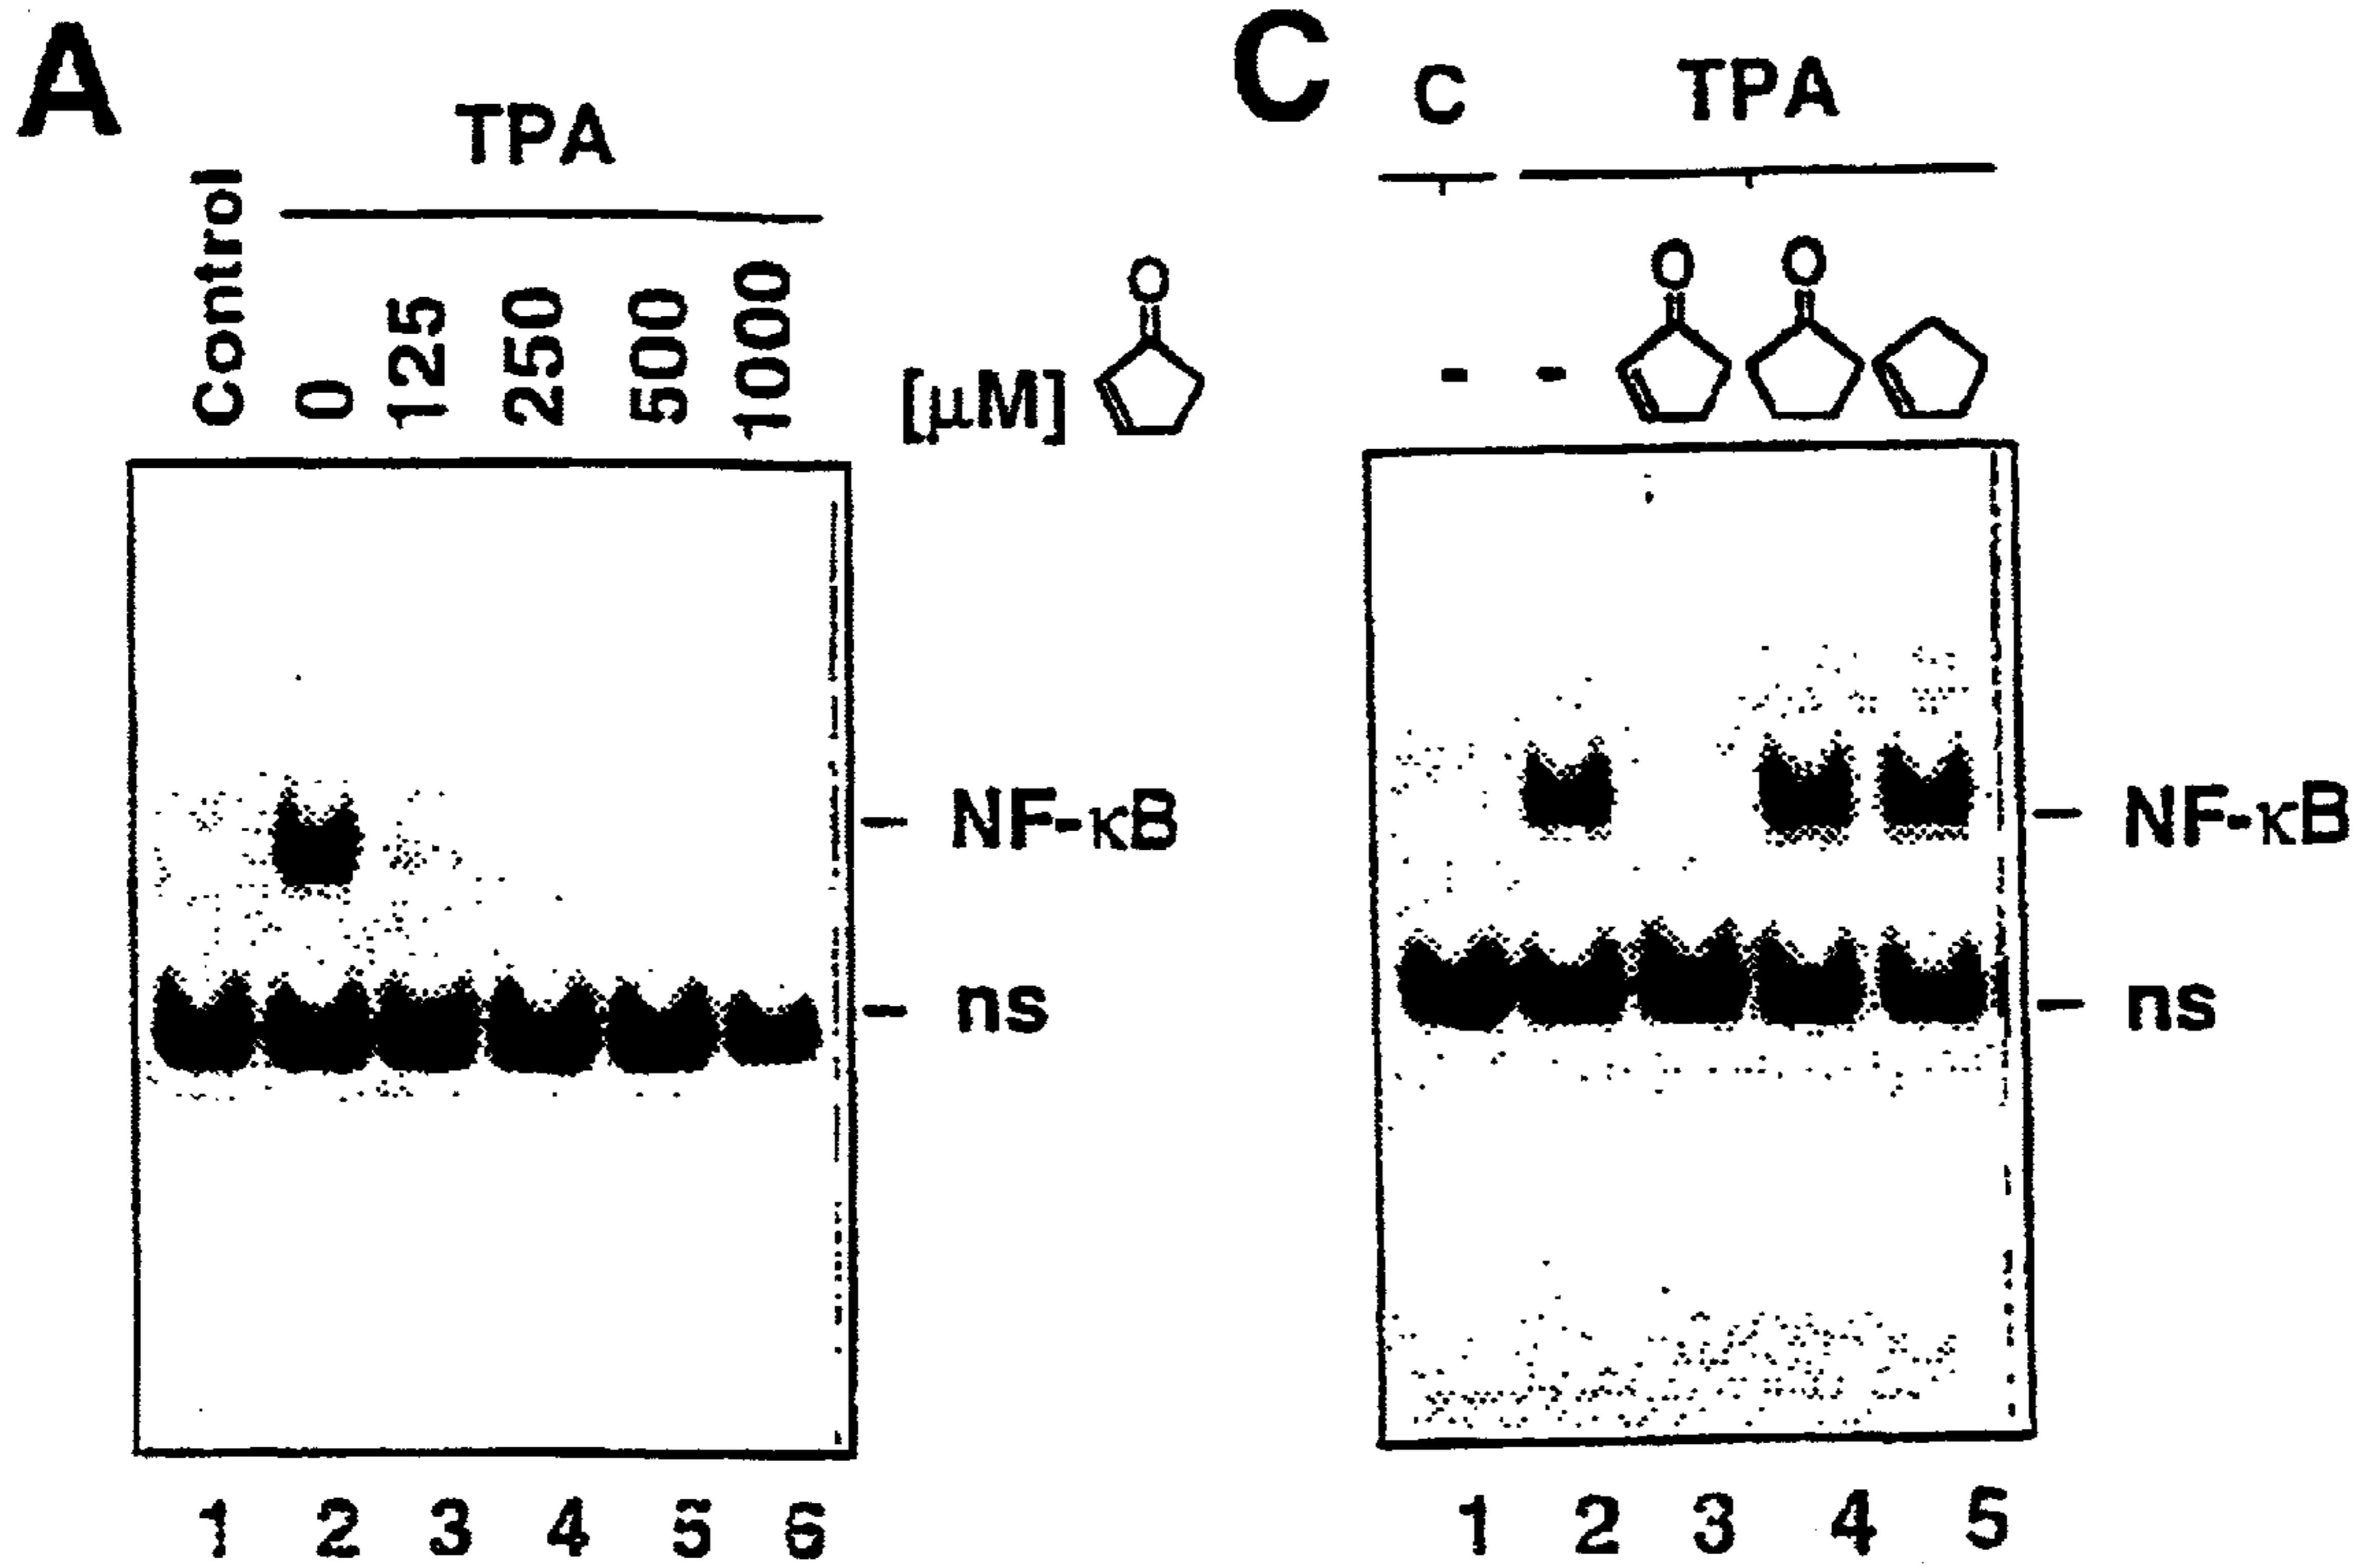 A
TPA
Control 0 125 250 500 1000 [μM] O
NF-κB
ns
1 2 3 4 5 6
C
C TPA
O O
- -
NF-κB
ns
1 2 3 4 5